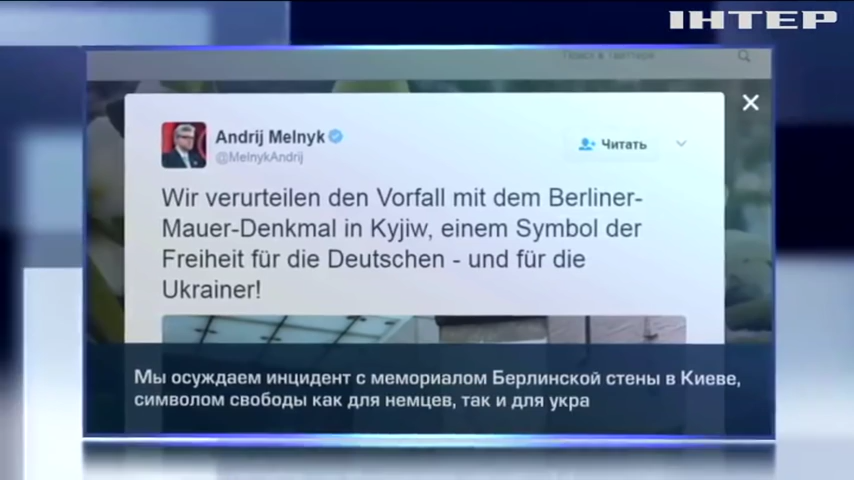 ІНТЕР
Поиск в Твиттере
Andrij Melnyk
@MelnykAndrij
Читать
Wir verurteilen den Vorfall mit dem Berliner-
Mauer-Denkmal in Kyjiw, einem Symbol der
Freiheit für die Deutschen - und für die
Ukrainer!
Мы осуждаем инцидент с мемориалом Берлинской стены в Киеве,
символом свободы как для немцев, так и для укра